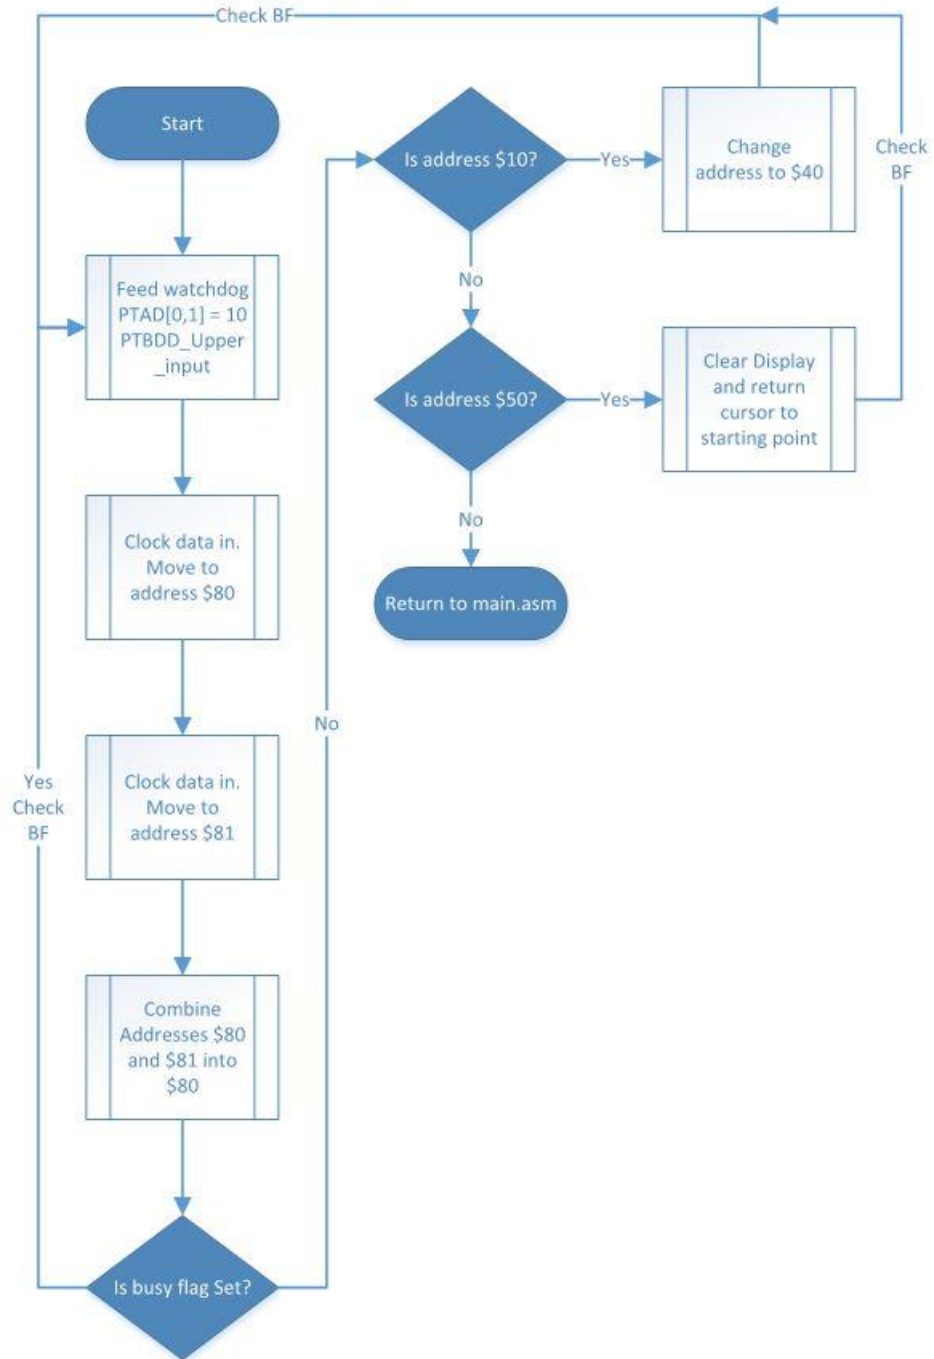 Check BF
Start
Feed watchdog
PTAD[0,1] = 10
PTBDD_Upper
_input
Clock data in.
Move to
address $80
Clock data in.
Move to
address $81
Combine
Addresses $80
and $81 into
$80
Is busy flag Set?
Yes
Check
BF
No
Is address $10?
Yes
Change
address to $40
Check
BF
No
Is address $50?
Yes
Clear Display
and return
cursor to
starting point
No
Return to main.asm